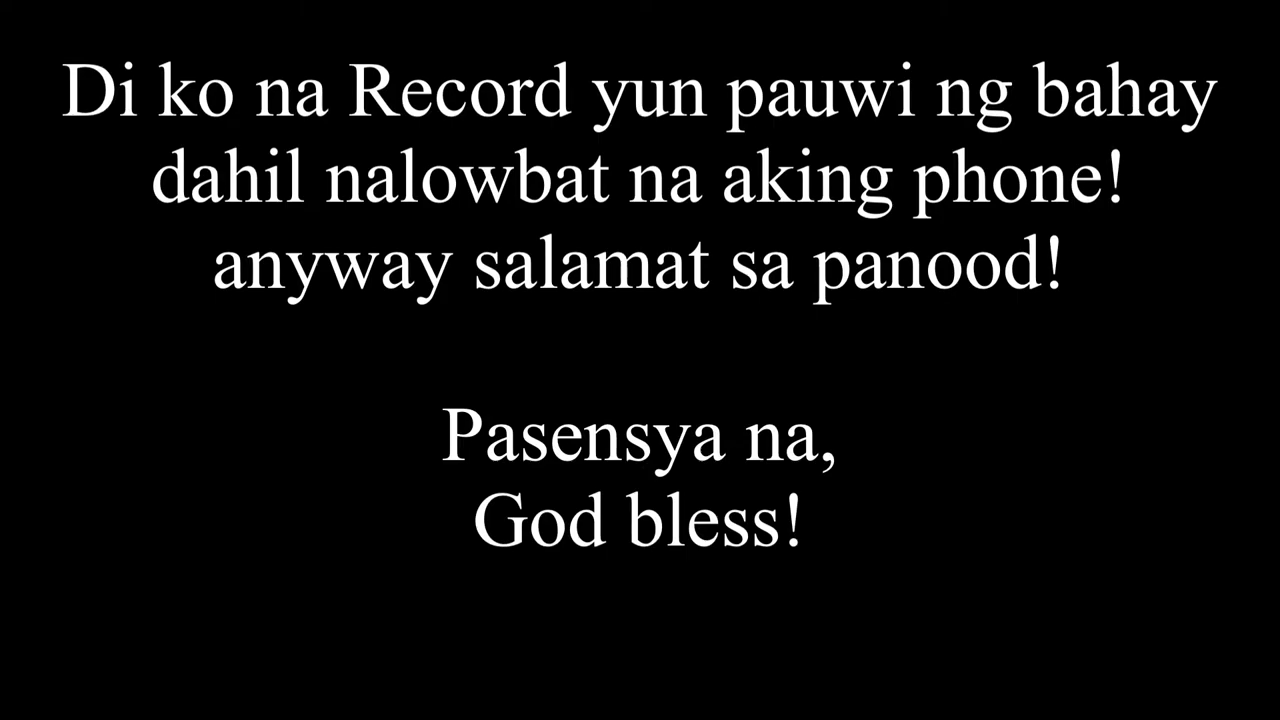 Di ko na Record yun pauwi ng bahay
dahil nalowbat na aking phone!
anyway salamat sa panood!
Pasensya na,
God bless!